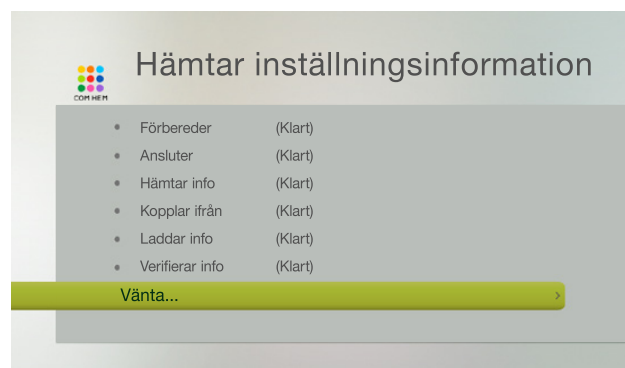 Hämtar inställningsinformation
COM HEM
Förbereder (Klart)
Ansluter (Klart)
Hämtar info (Klart)
Kopplar ifrån (Klart)
Laddar info (Klart)
Verifierar info (Klart)
Vänta...